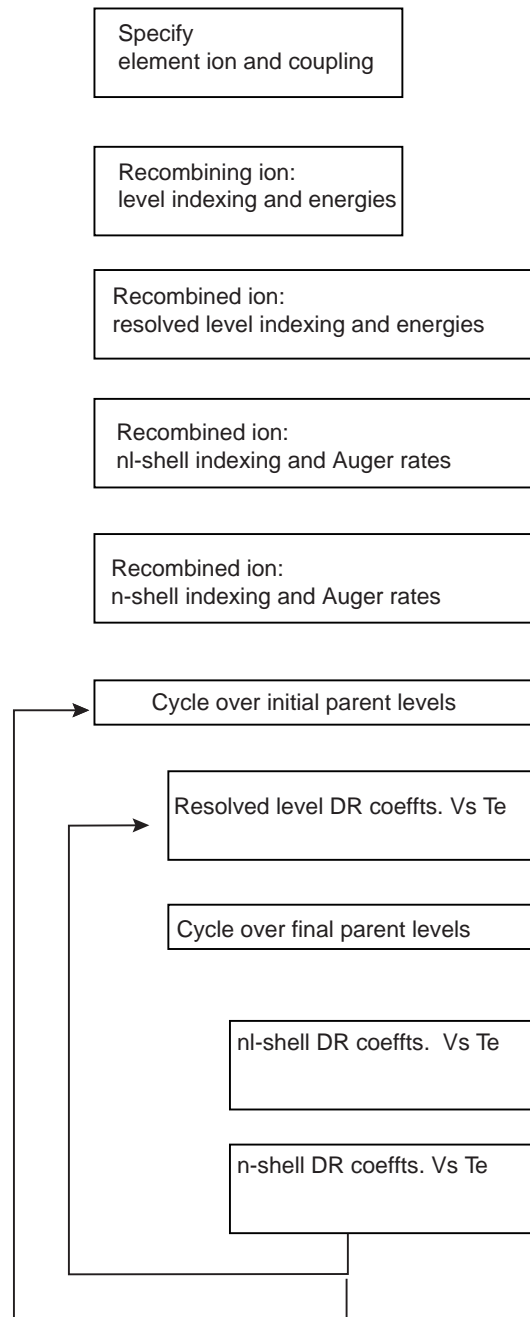 Specify
element ion and coupling
Recombining ion:
level indexing and energies
Recombined ion:
resolved level indexing and energies
Recombined ion:
nl-shell indexing and Auger rates
Recombined ion:
n-shell indexing and Auger rates
Cycle over initial parent levels
Resolved level DR coeffts. Vs Te
Cycle over final parent levels
nl-shell DR coeffts. Vs Te
n-shell DR coeffts. Vs Te